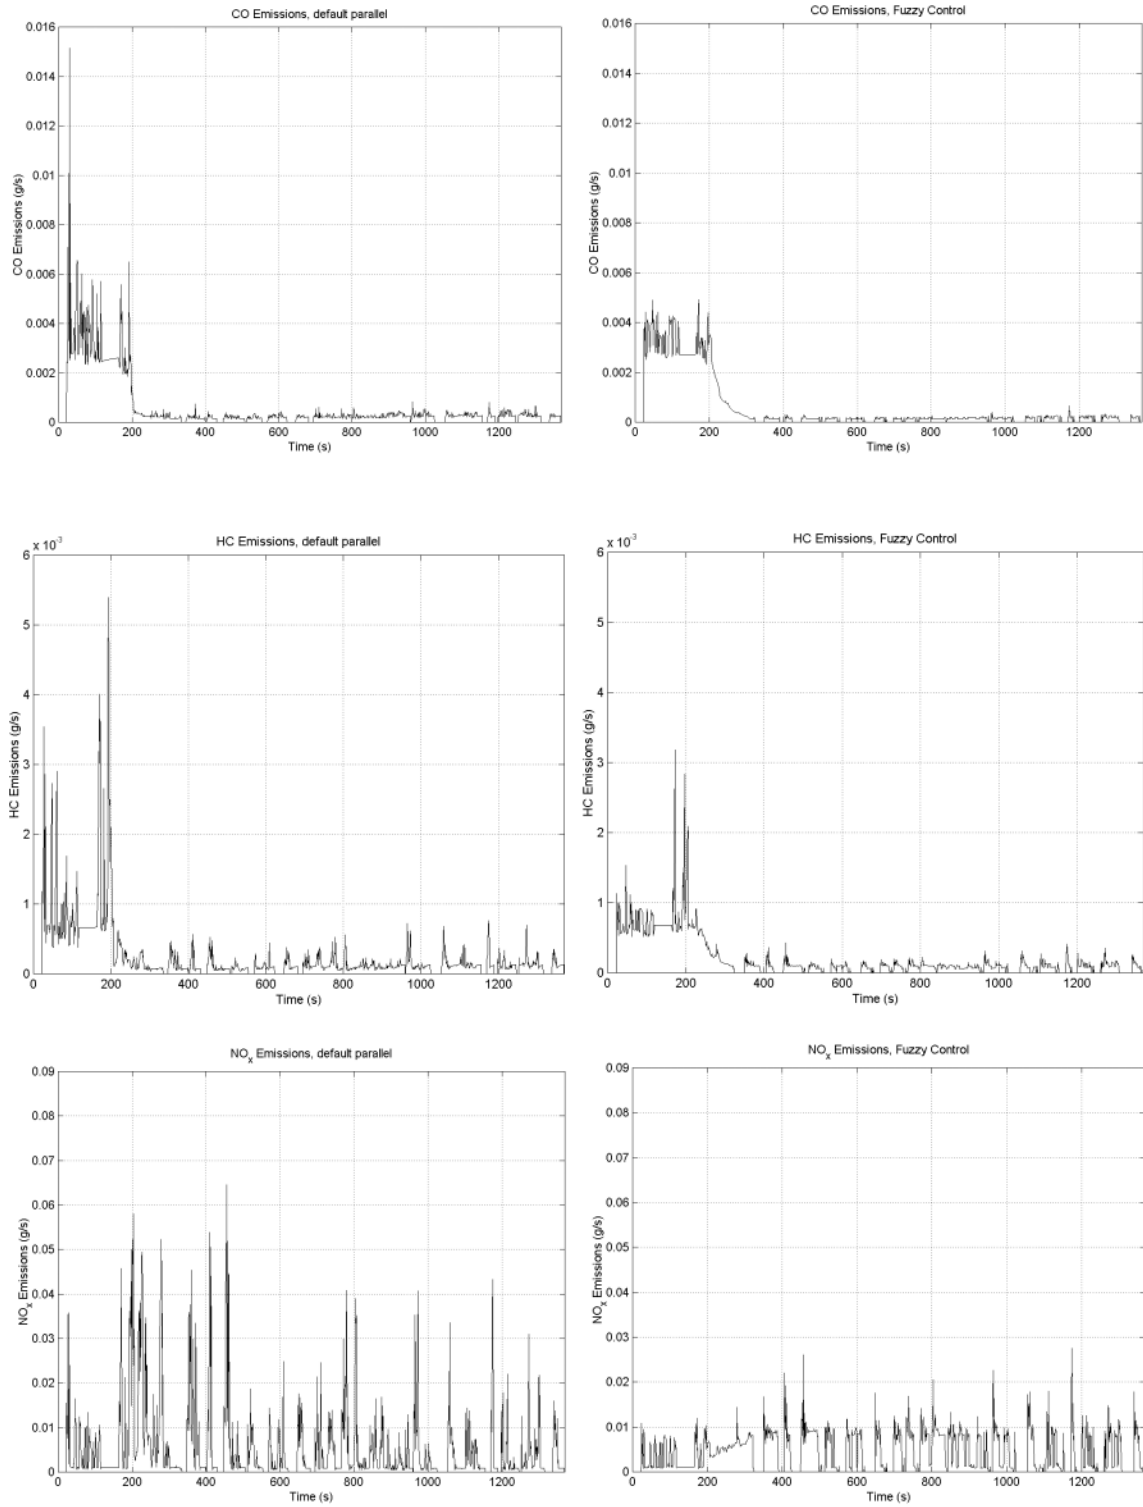 CO Emissions, default parallel
0.016
0.014
0.012
0.01
0.008
0.006
0.004
0.002
0
CO Emissions (g/s)
0 200 400 600 800 1000 1200
Time (s)
CO Emissions, Fuzzy Control
0.016
0.014
0.012
0.01
0.008
0.006
0.004
0.002
0
CO Emissions (g/s)
0 200 400 600 800 1000 1200
Time (s)
HC Emissions, default parallel
x 10⁻³
6
5
4
3
2
1
0
HC Emissions (g/s)
0 200 400 600 800 1000 1200
Time (s)
HC Emissions, Fuzzy Control
x 10⁻³
6
5
4
3
2
1
0
HC Emissions (g/s)
0 200 400 600 800 1000 1200
Time (s)
NOₓ Emissions, default parallel
0.09
0.08
0.07
0.06
0.05
0.04
0.03
0.02
0.01
0
NOₓ Emissions (g/s)
0 200 400 600 800 1000 1200
Time (s)
NOₓ Emissions, Fuzzy Control
0.09
0.08
0.07
0.06
0.05
0.04
0.03
0.02
0.01
0
NOₓ Emissions (g/s)
0 200 400 600 800 1000 1200
Time (s)